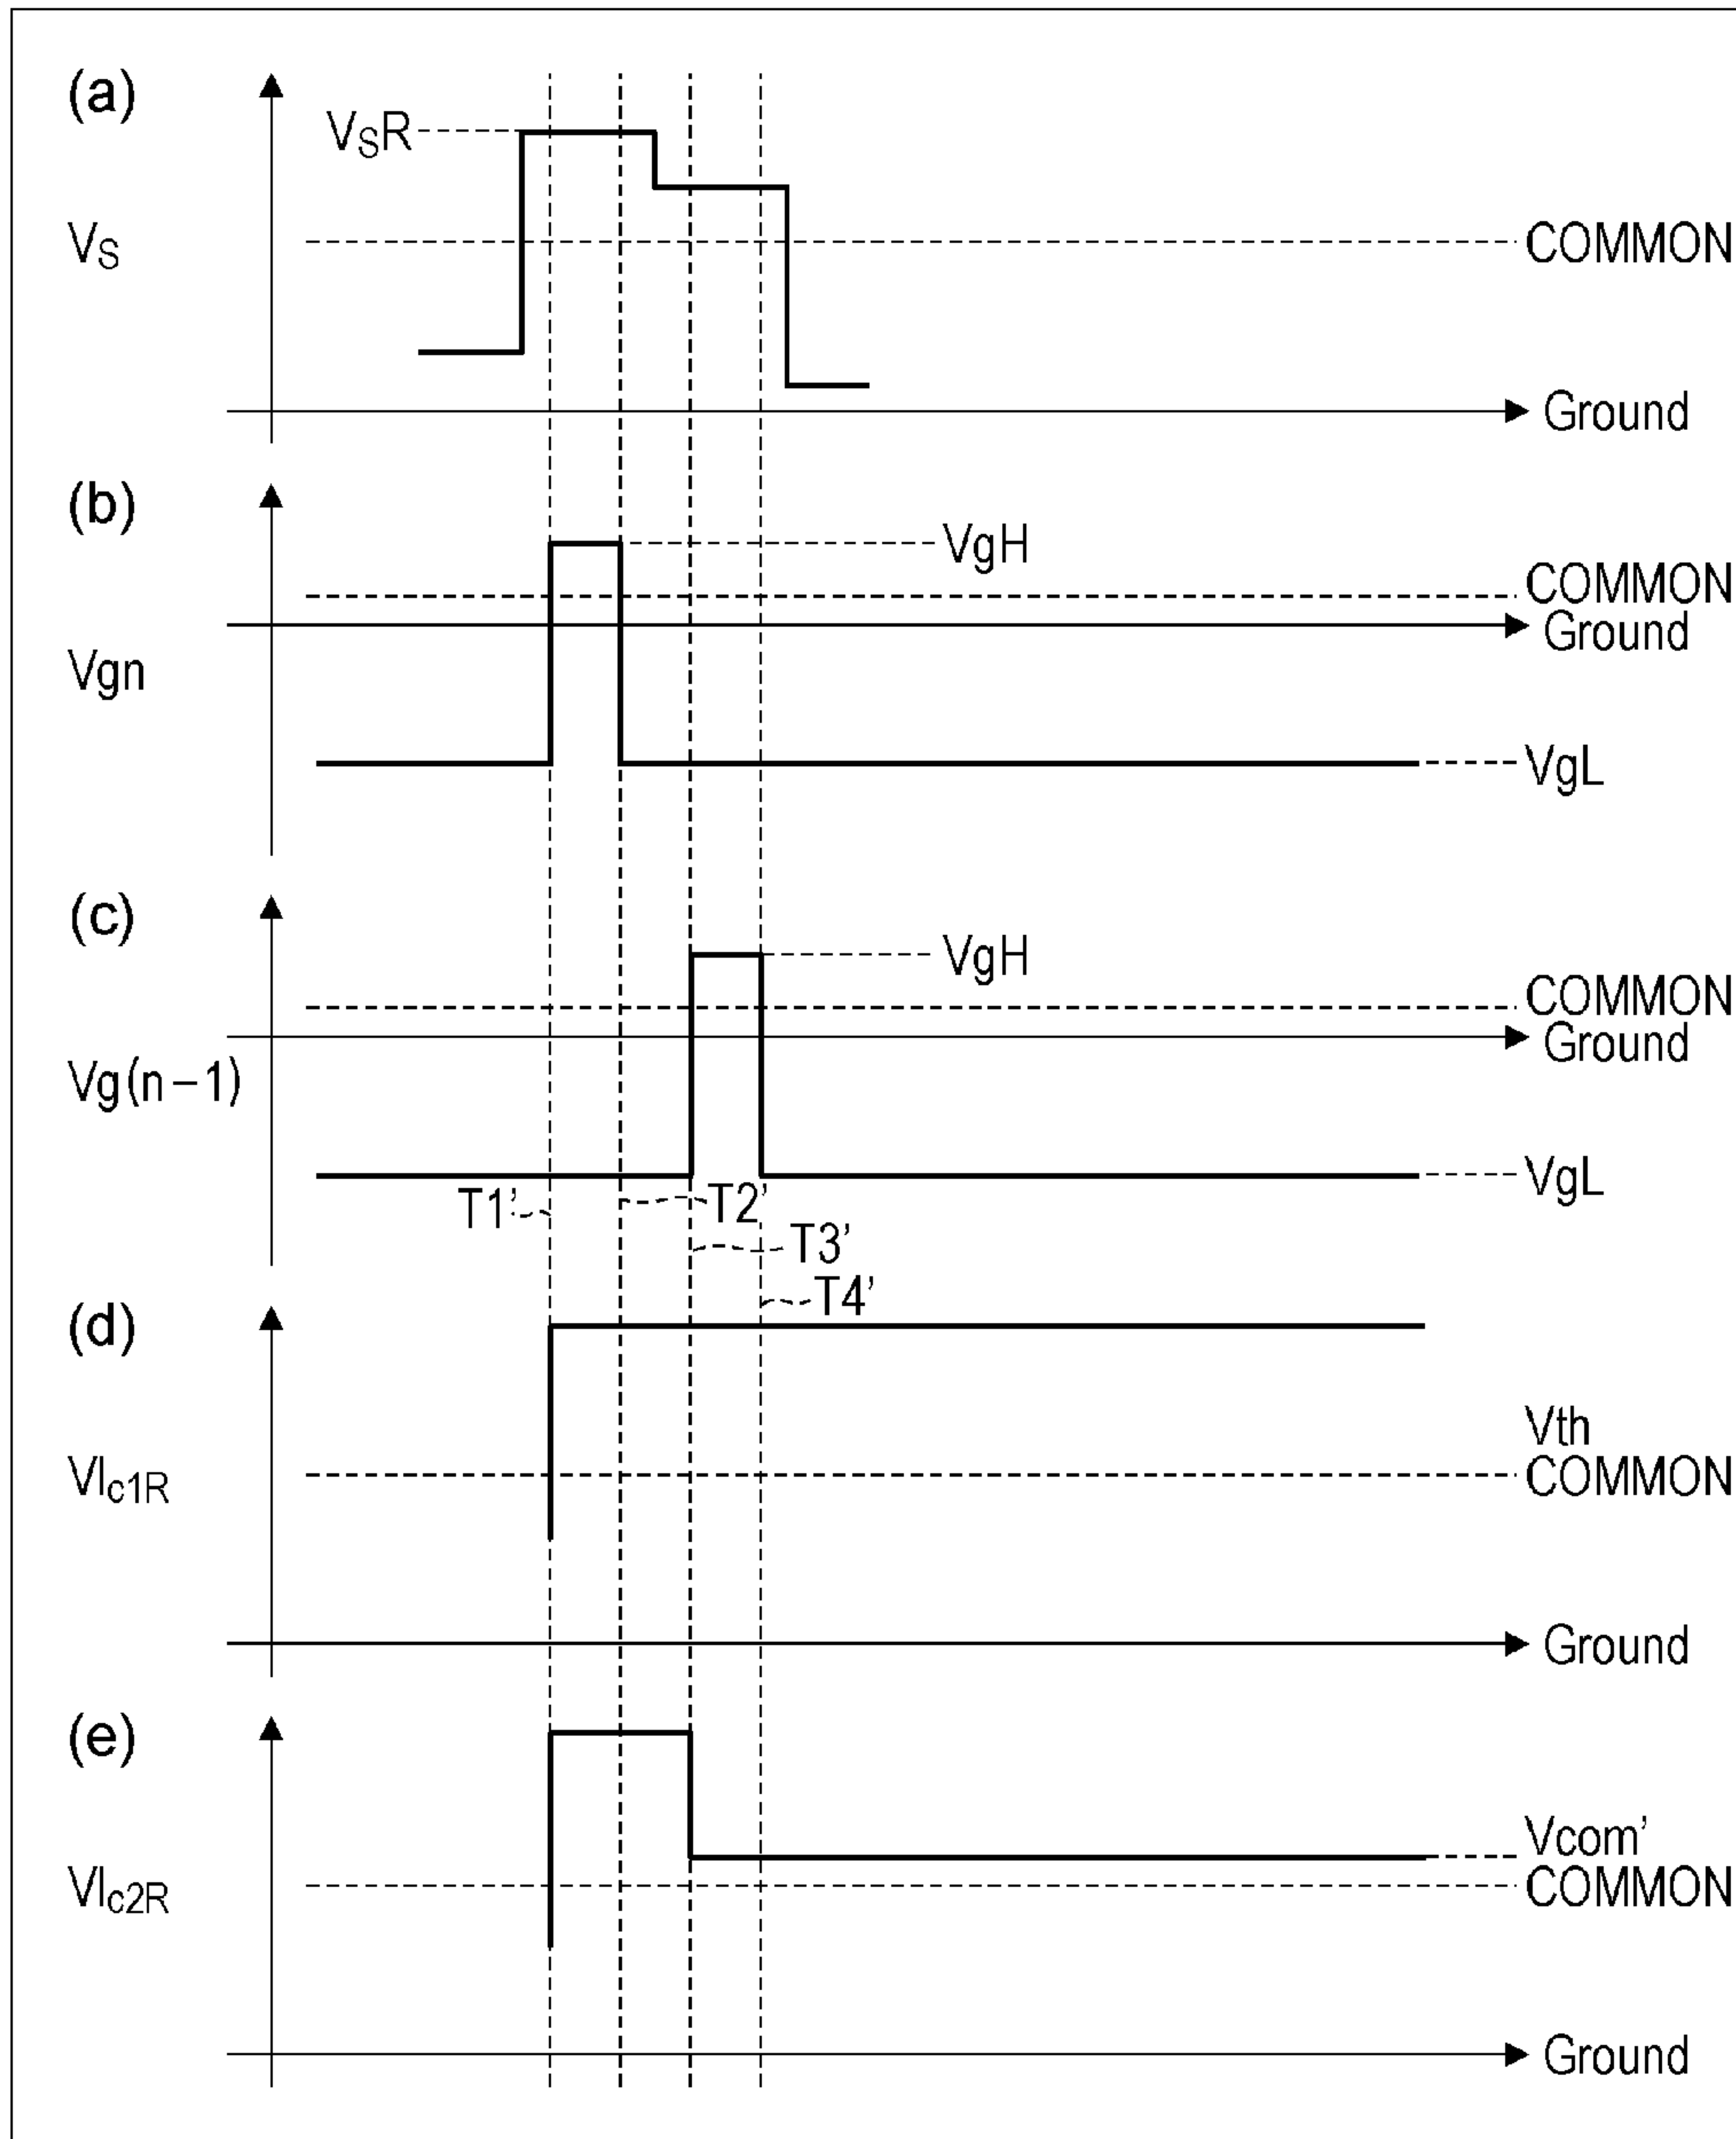 (a)
VSR
VS
COMMON
Ground
(b)
VgH
COMMON
Ground
Vgn
VgL
(c)
VgH
COMMON
Ground
Vg(n-1)
VgL
T1'
T2'
T3'
T4'
(d)
Vth
COMMON
Vlc1R
Ground
(e)
Vcom'
COMMON
Vlc2R
Ground